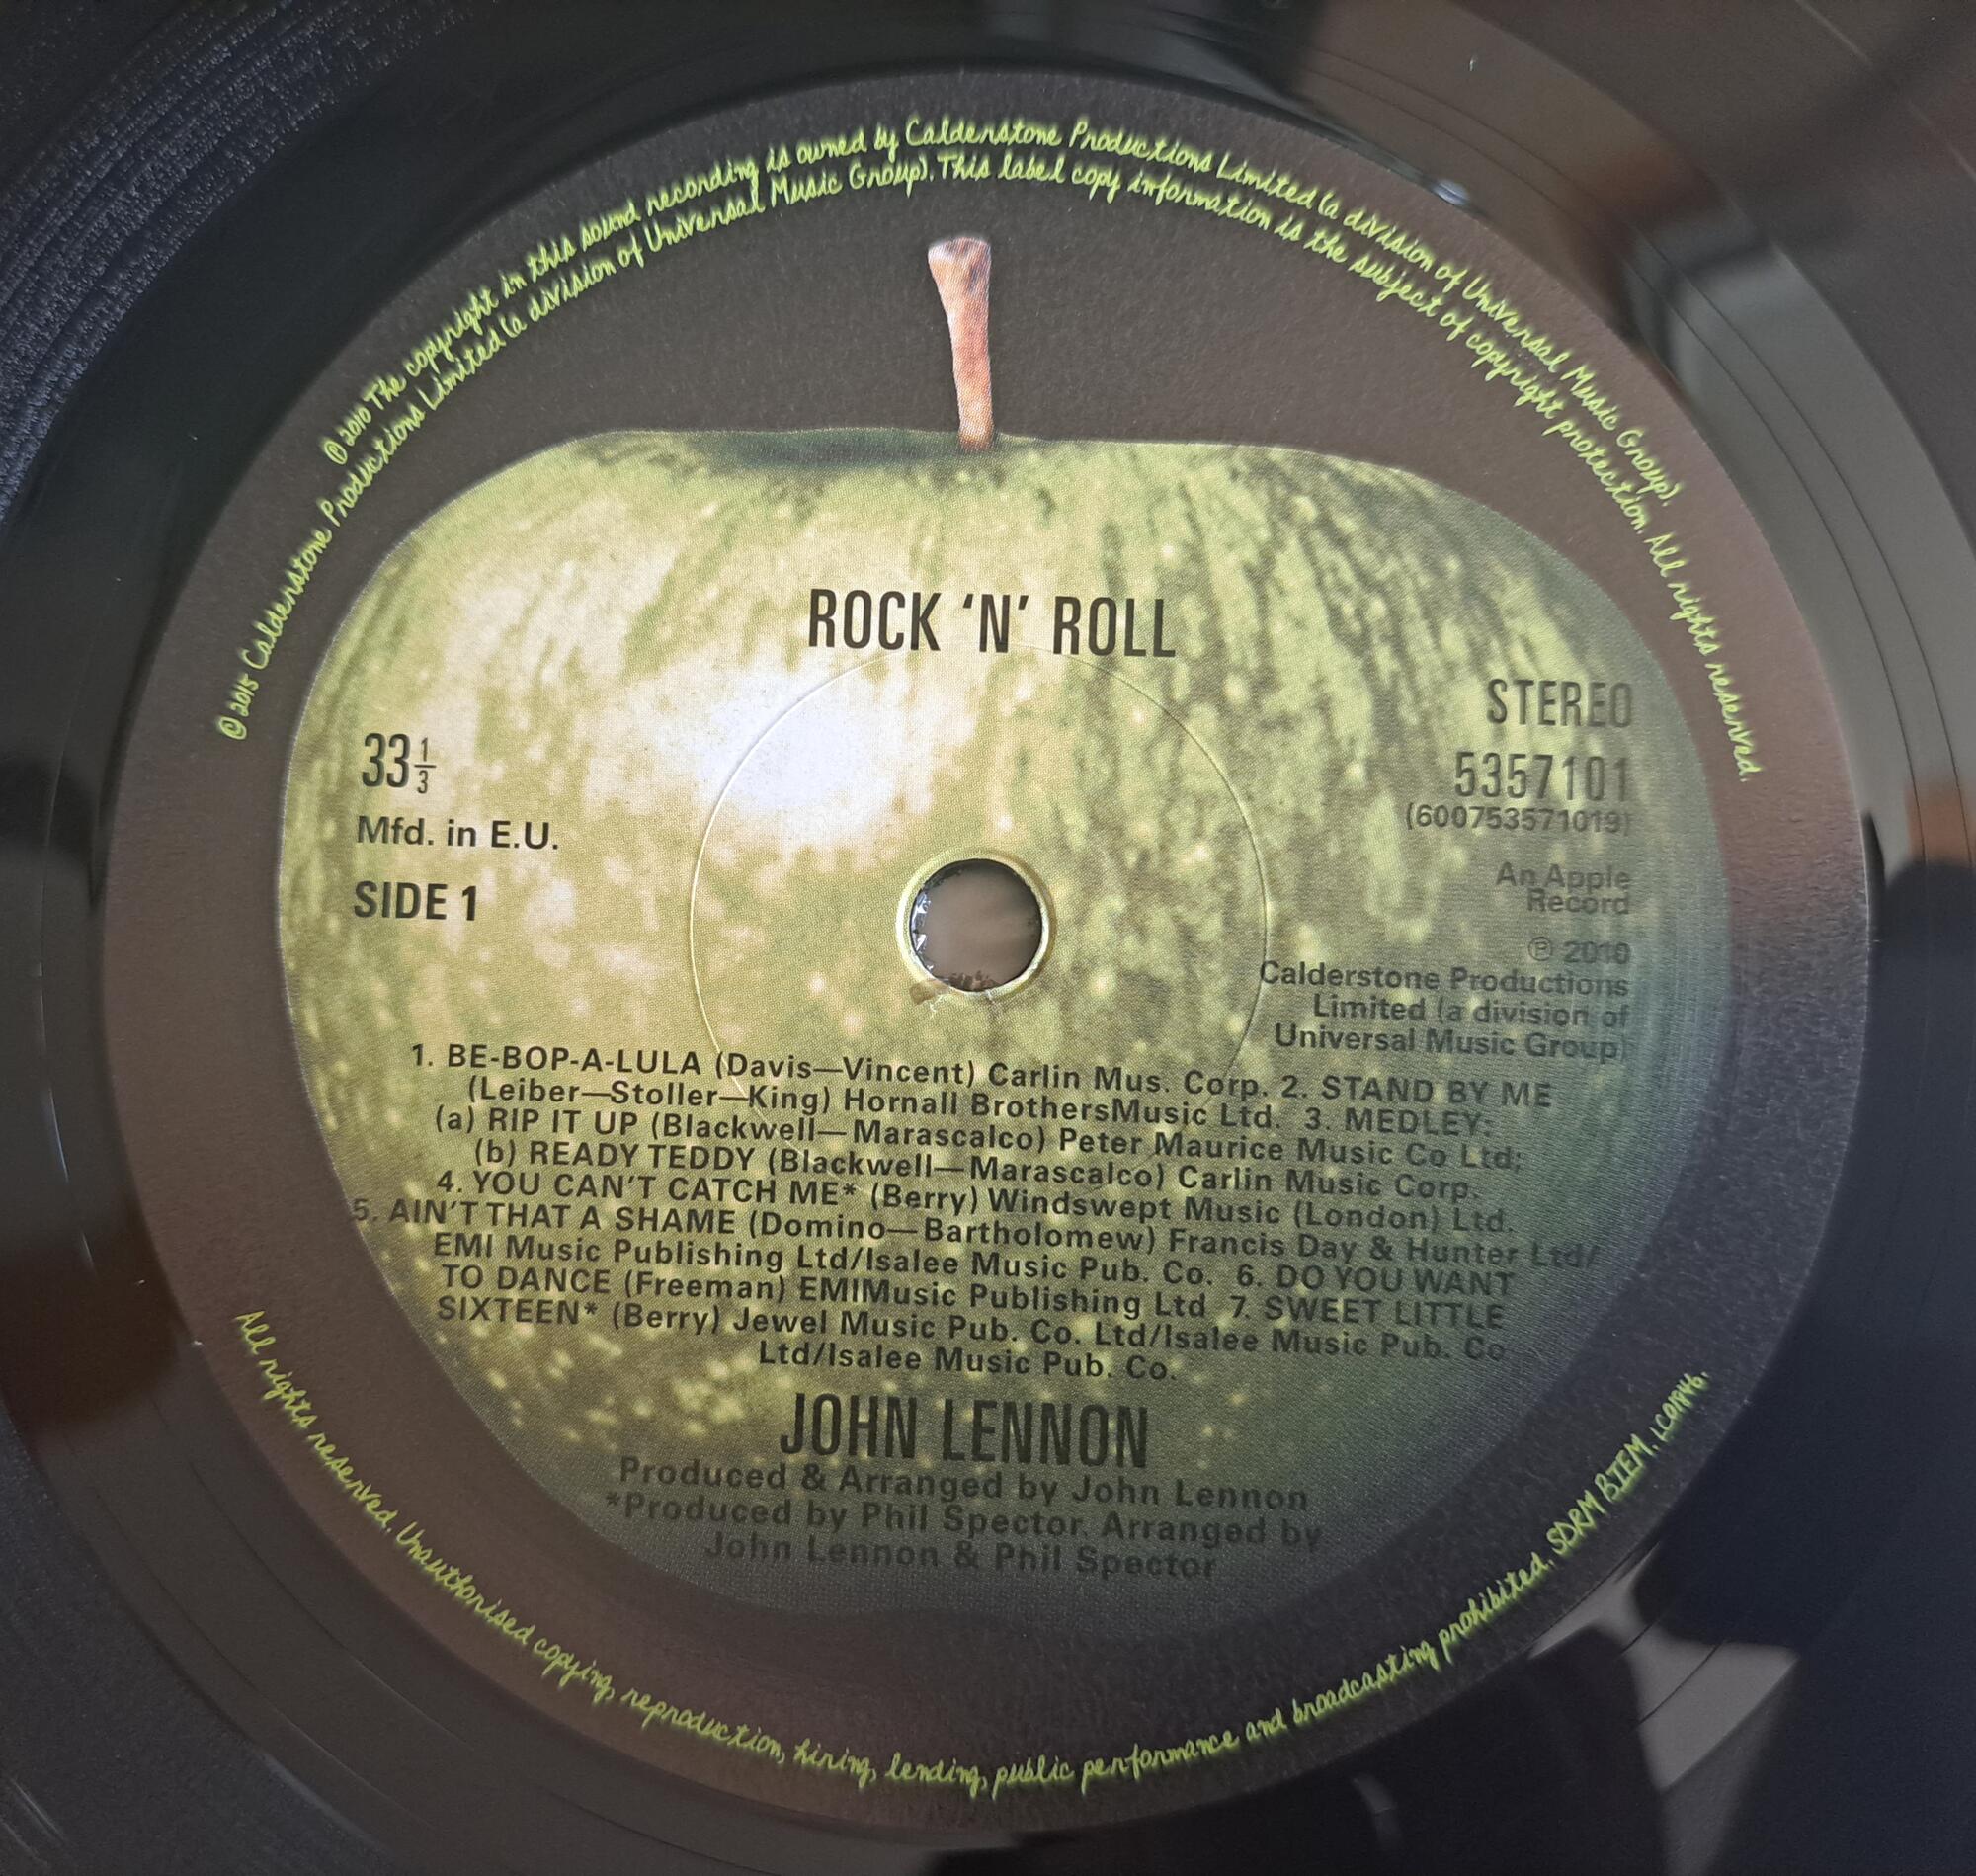 ℗ 2010 The copyright in this sound recording is owned by Calderstone Productions Limited (a division of Universal Music Group).
© 2015 Calderstone Productions Limited (a division of Universal Music Group). This label copy information is the subject of copyright protection. All rights reserved.
ROCK ‘N’ ROLL
STEREO
33⅓
5357101
(600753571019)
Mfd. in E.U.
An Apple
Record
SIDE 1
℗ 2010
Calderstone Productions
Limited (a division of
Universal Music Group)
1. BE-BOP-A-LULA (Davis—Vincent) Carlin Mus. Corp. 2. STAND BY ME
(Leiber—Stoller—King) Hornall BrothersMusic Ltd. 3. MEDLEY:
(a) RIP IT UP (Blackwell—Marascalco) Peter Maurice Music Co Ltd;
(b) READY TEDDY (Blackwell—Marascalco) Carlin Music Corp.
4. YOU CAN’T CATCH ME* (Berry) Windswept Music (London) Ltd.
5. AIN’T THAT A SHAME (Domino—Bartholomew) Francis Day & Hunter Ltd/
EMI Music Publishing Ltd/Isalee Music Pub. Co. 6. DO YOU WANT
TO DANCE (Freeman) EMIMusic Publishing Ltd 7. SWEET LITTLE
SIXTEEN* (Berry) Jewel Music Pub. Co. Ltd/Isalee Music Pub. Co
Ltd/Isalee Music Pub. Co.
JOHN LENNON
Produced & Arranged by John Lennon
*Produced by Phil Spector. Arranged by
John Lennon & Phil Spector
All rights reserved. Unauthorised copying, reproduction, hiring, lending, public performance and broadcasting prohibited. SDRM BIEM. LC01846.